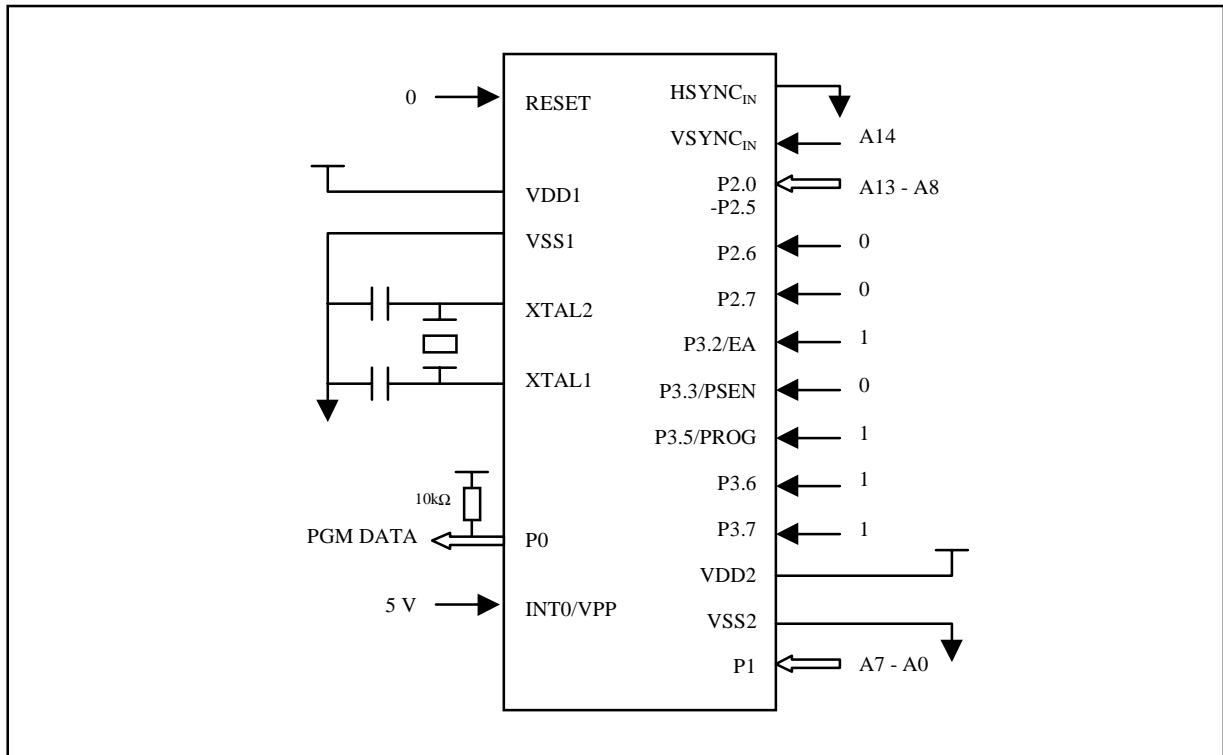 0
RESET
HSYNC_IN
VSYNC_IN
A14
VDD1
P2.0
-P2.5
A13 - A8
VSS1
P2.6
0
P2.7
0
XTAL2
P3.2/EA
1
XTAL1
P3.3/PSEN
0
P3.5/PROG
1
10kΩ
P3.6
1
PGM DATA
P0
P3.7
1
VDD2
5 V
INT0/VPP
VSS2
P1
A7 - A0